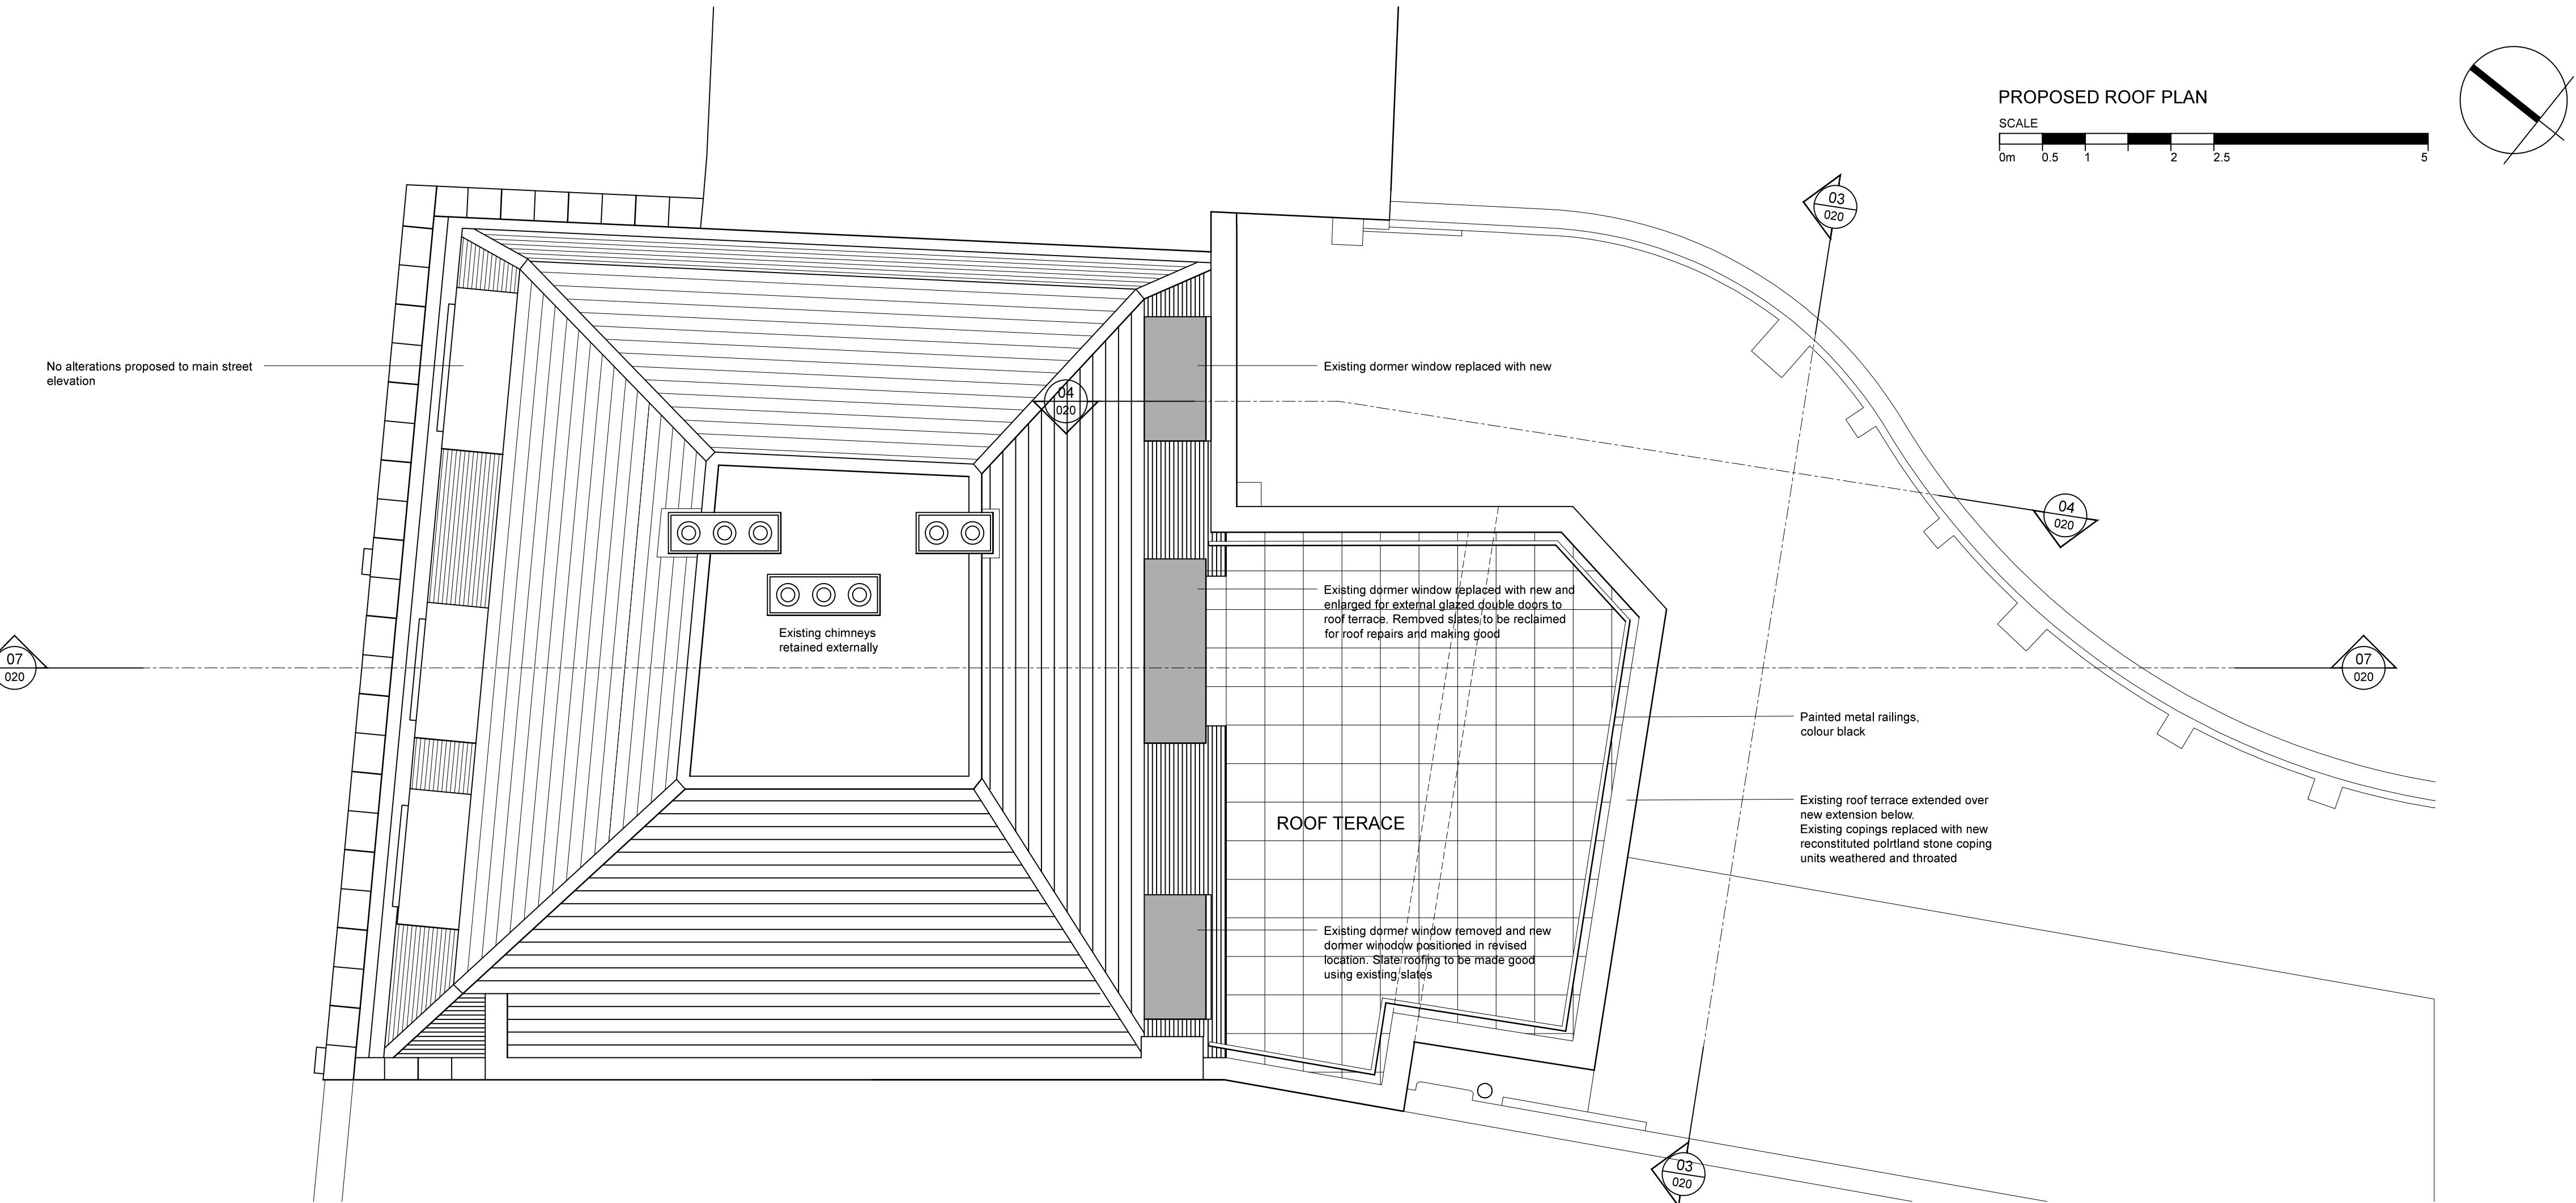 PROPOSED ROOF PLAN
SCALE
0m 0.5 1 2 2.5 5
03
020
No alterations proposed to main street
elevation
Existing dormer window replaced with new
04
020
04
020
Existing dormer window replaced with new and
enlarged for external glazed double doors to
roof terrace. Removed slates to be reclaimed
for roof repairs and making good
Existing chimneys
retained externally
07
020
07
020
Painted metal railings,
colour black
Existing roof terrace extended over
new extension below.
Existing copings replaced with new
reconstituted polrtland stone coping
units weathered and throated
ROOF TERACE
Existing dormer window removed and new
dormer winodow positioned in revised
location. Slate roofing to be made good
using existing slates
03
020